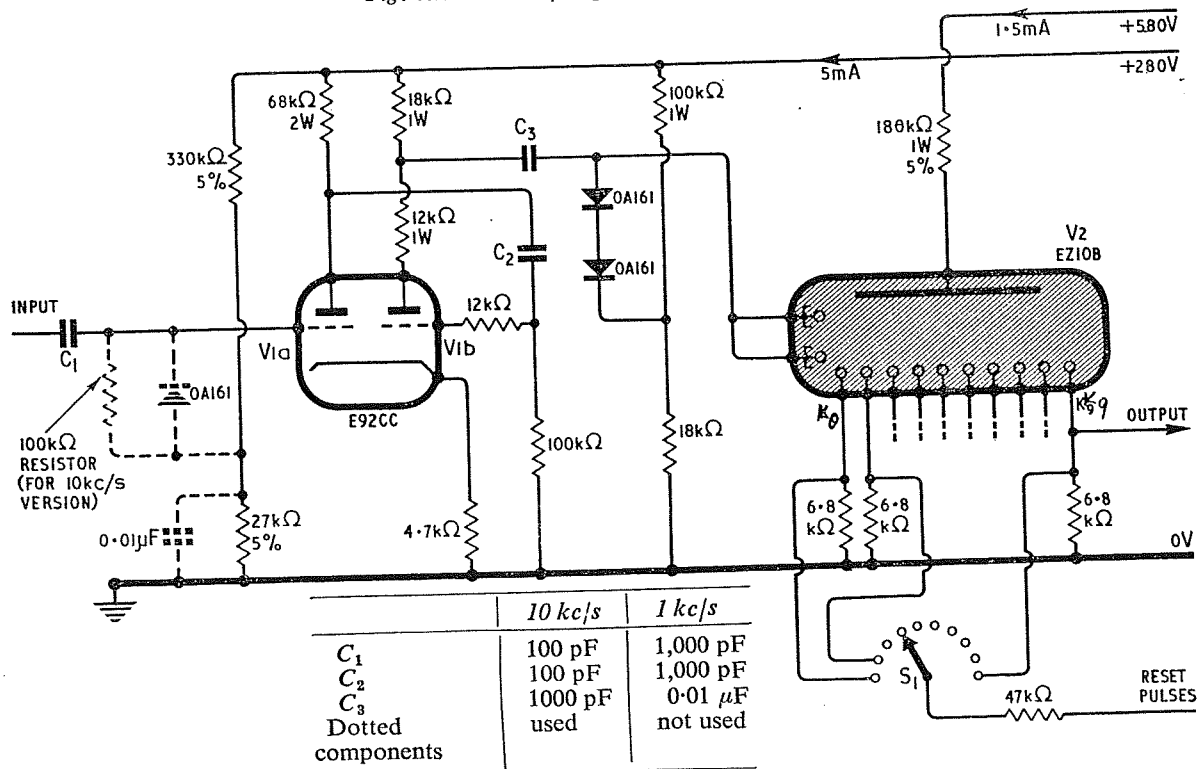 1·5mA
+580V
5mA
+280V
68kΩ
2W
18kΩ
1W
100kΩ
1W
180kΩ
1W
5%
330kΩ
5%
C3
OA161
12kΩ
1W
C2
OA161
V2
EZ10B
INPUT
C1
V1a
V1b
12kΩ
OA161
E92CC
100kΩ
RESISTOR
(FOR 10kc/s
VERSION)
100kΩ
18kΩ
OUTPUT
0·01μF
27kΩ
5%
4·7kΩ
6·8
kΩ
6·8
kΩ
6·8
kΩ
0V
10 kc/s 1 kc/s
C1 100 pF 1,000 pF
C2 100 pF 1,000 pF
C3 1000 pF 0·01 μF
Dotted used not used
components
S1
47kΩ
RESET
PULSES